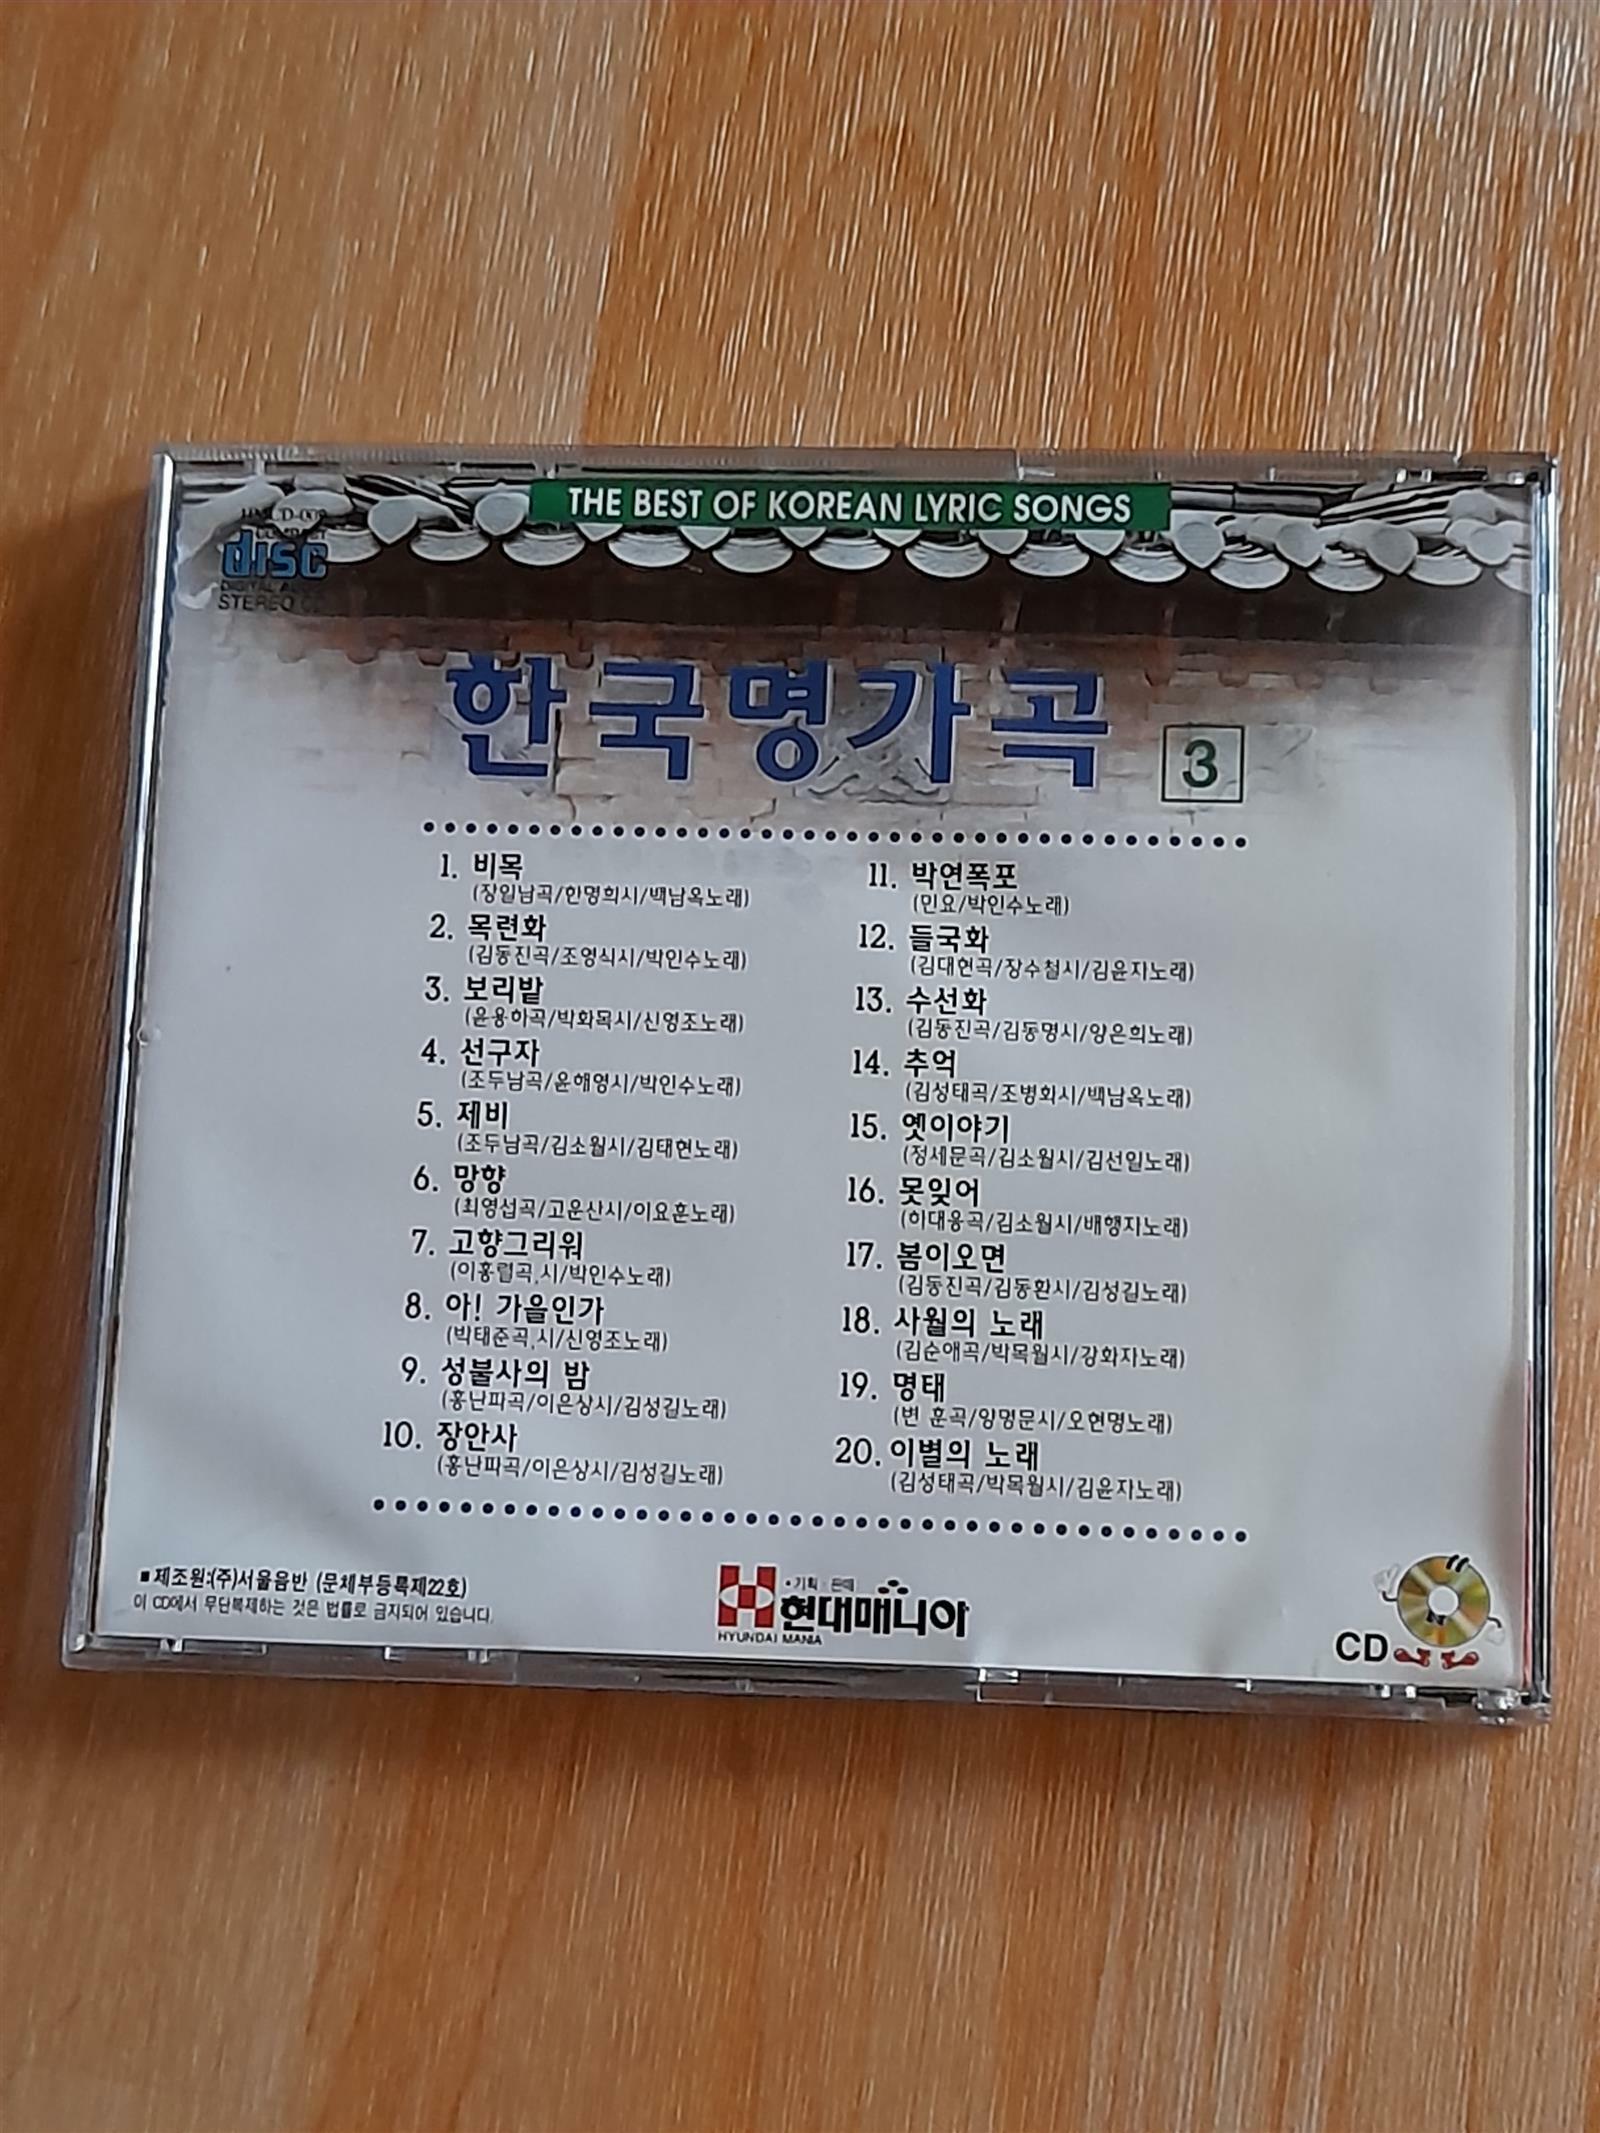 THE BEST OF KOREAN LYRIC SONGS
HMCD-009
COMPACT
disc
DIGITAL
STEREO
한국명가곡 3
1. 비목
(장일남곡/한명희시/백남옥노래)
2. 목련화
(김동진곡/조영식시/박인수노래)
3. 보리밭
(윤용하곡/박화목시/신영조노래)
4. 선구자
(조두남곡/윤해영시/박인수노래)
5. 제비
(조두남곡/김소월시/김태현노래)
6. 망향
(최영섭곡/고운산시/이요훈노래)
7. 고향그리워
(이흥렬곡,시/박인수노래)
8. 아! 가을인가
(박태준곡,시/신영조노래)
9. 성불사의 밤
(홍난파곡/이은상시/김성길노래)
10. 장안사
(홍난파곡/이은상시/김성길노래)
11. 박연폭포
(민요/박인수노래)
12. 들국화
(김대현곡/장수철시/김윤자노래)
13. 수선화
(김동진곡/김동명시/양은희노래)
14. 추억
(김성태곡/조병화시/백남옥노래)
15. 옛이야기
(정세문곡/김소월시/김선일노래)
16. 못잊어
(하대응곡/김소월시/배행자노래)
17. 봄이오면
(김동진곡/김동환시/김성길노래)
18. 사월의 노래
(김순애곡/박목월시/강화자노래)
19. 명태
(변 훈곡/양명문시/오현명노래)
20. 이별의 노래
(김성태곡/박목월시/김윤자노래)
■ 제조원:(주)서울음반 (문체부등록제22호)
이 CD에서 무단복제하는 것은 법률로 금지되어 있습니다.
•기획 · 판매
현대매니아
HYUNDAI MANIA
CD